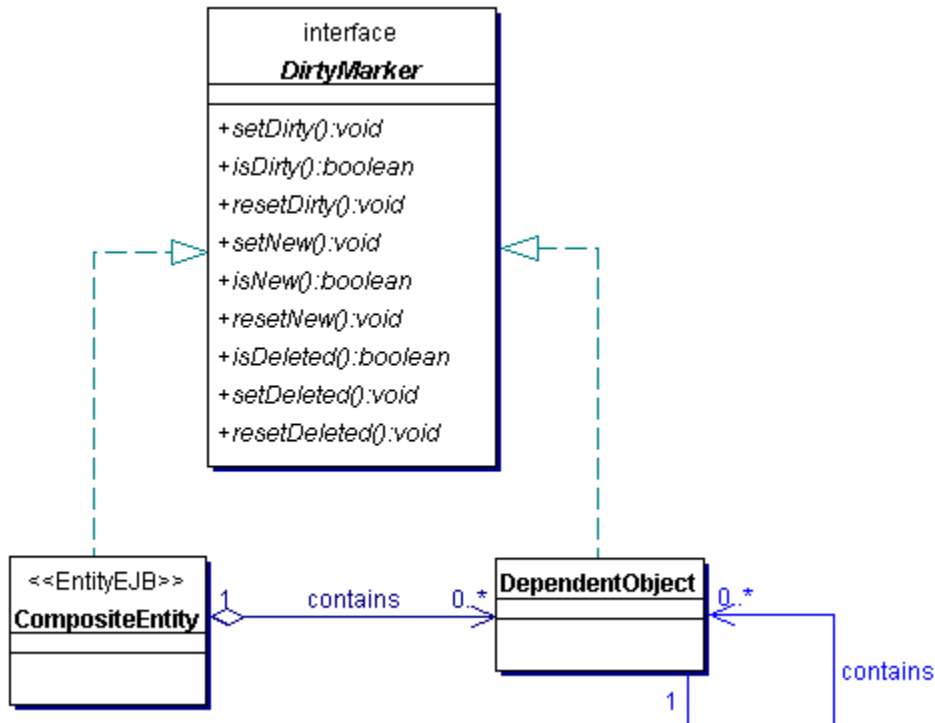 interface
DirtyMarker
+setDirty():void
+isDirty():boolean
+resetDirty():void
+setNew():void
+isNew():boolean
+resetNew():void
+isDeleted():boolean
+setDeleted():void
+resetDeleted():void
<<EntityEJB>>
CompositeEntity
1
contains
0..*
DependentObject
0..*
contains
1